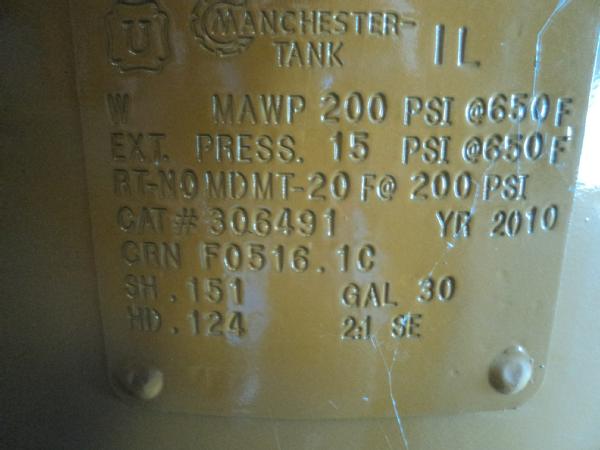 U MANCHESTER-
TANK IL
W MAWP 200 PSI @650F
EXT. PRESS. 15 PSI @650F
RT-NO MDMT-20F@ 200 PSI
CAT# 306491 YR 2010
CRN F0516.1C
SH .151 GAL 30
HD .124 2:1 SE